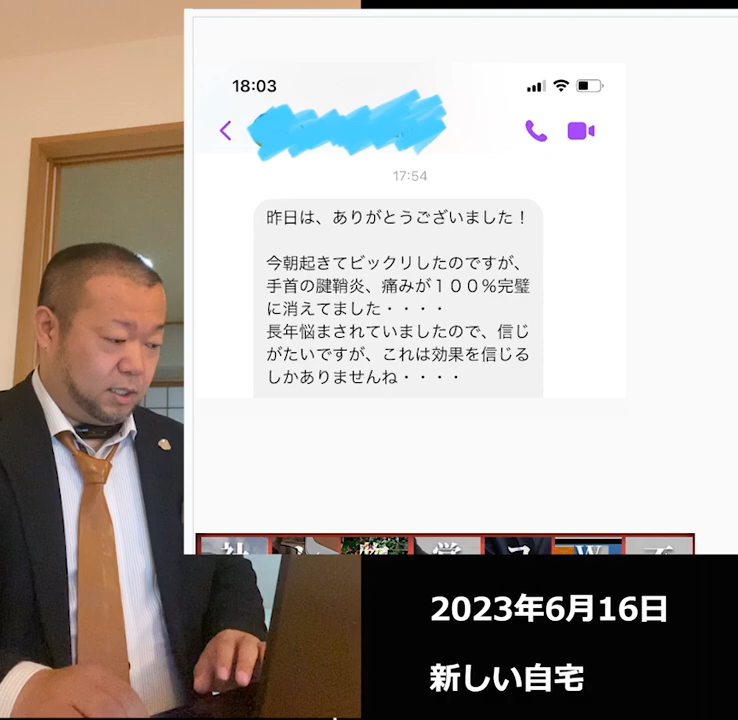 18:03
17:54
昨日は、ありがとうございました！
今朝起きてビックリしたのですが、
手首の腱鞘炎、痛みが１００％完璧
に消えてました・・・・
長年悩まされていましたので、信じ
がたいですが、これは効果を信じる
しかありませんね・・・・
W
2023年6月16日
新しい自宅